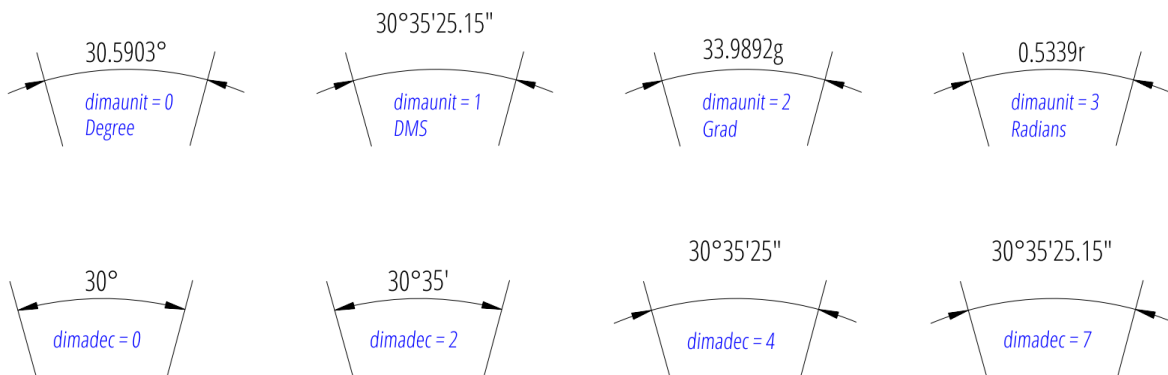 30.5903°
dimaunit = 0
Degree
30°35'25.15"
dimaunit = 1
DMS
33.9892g
dimaunit = 2
Grad
0.5339r
dimaunit = 3
Radians
30°
dimadec = 0
30°35'
dimadec = 2
30°35'25"
dimadec = 4
30°35'25.15"
dimadec = 7